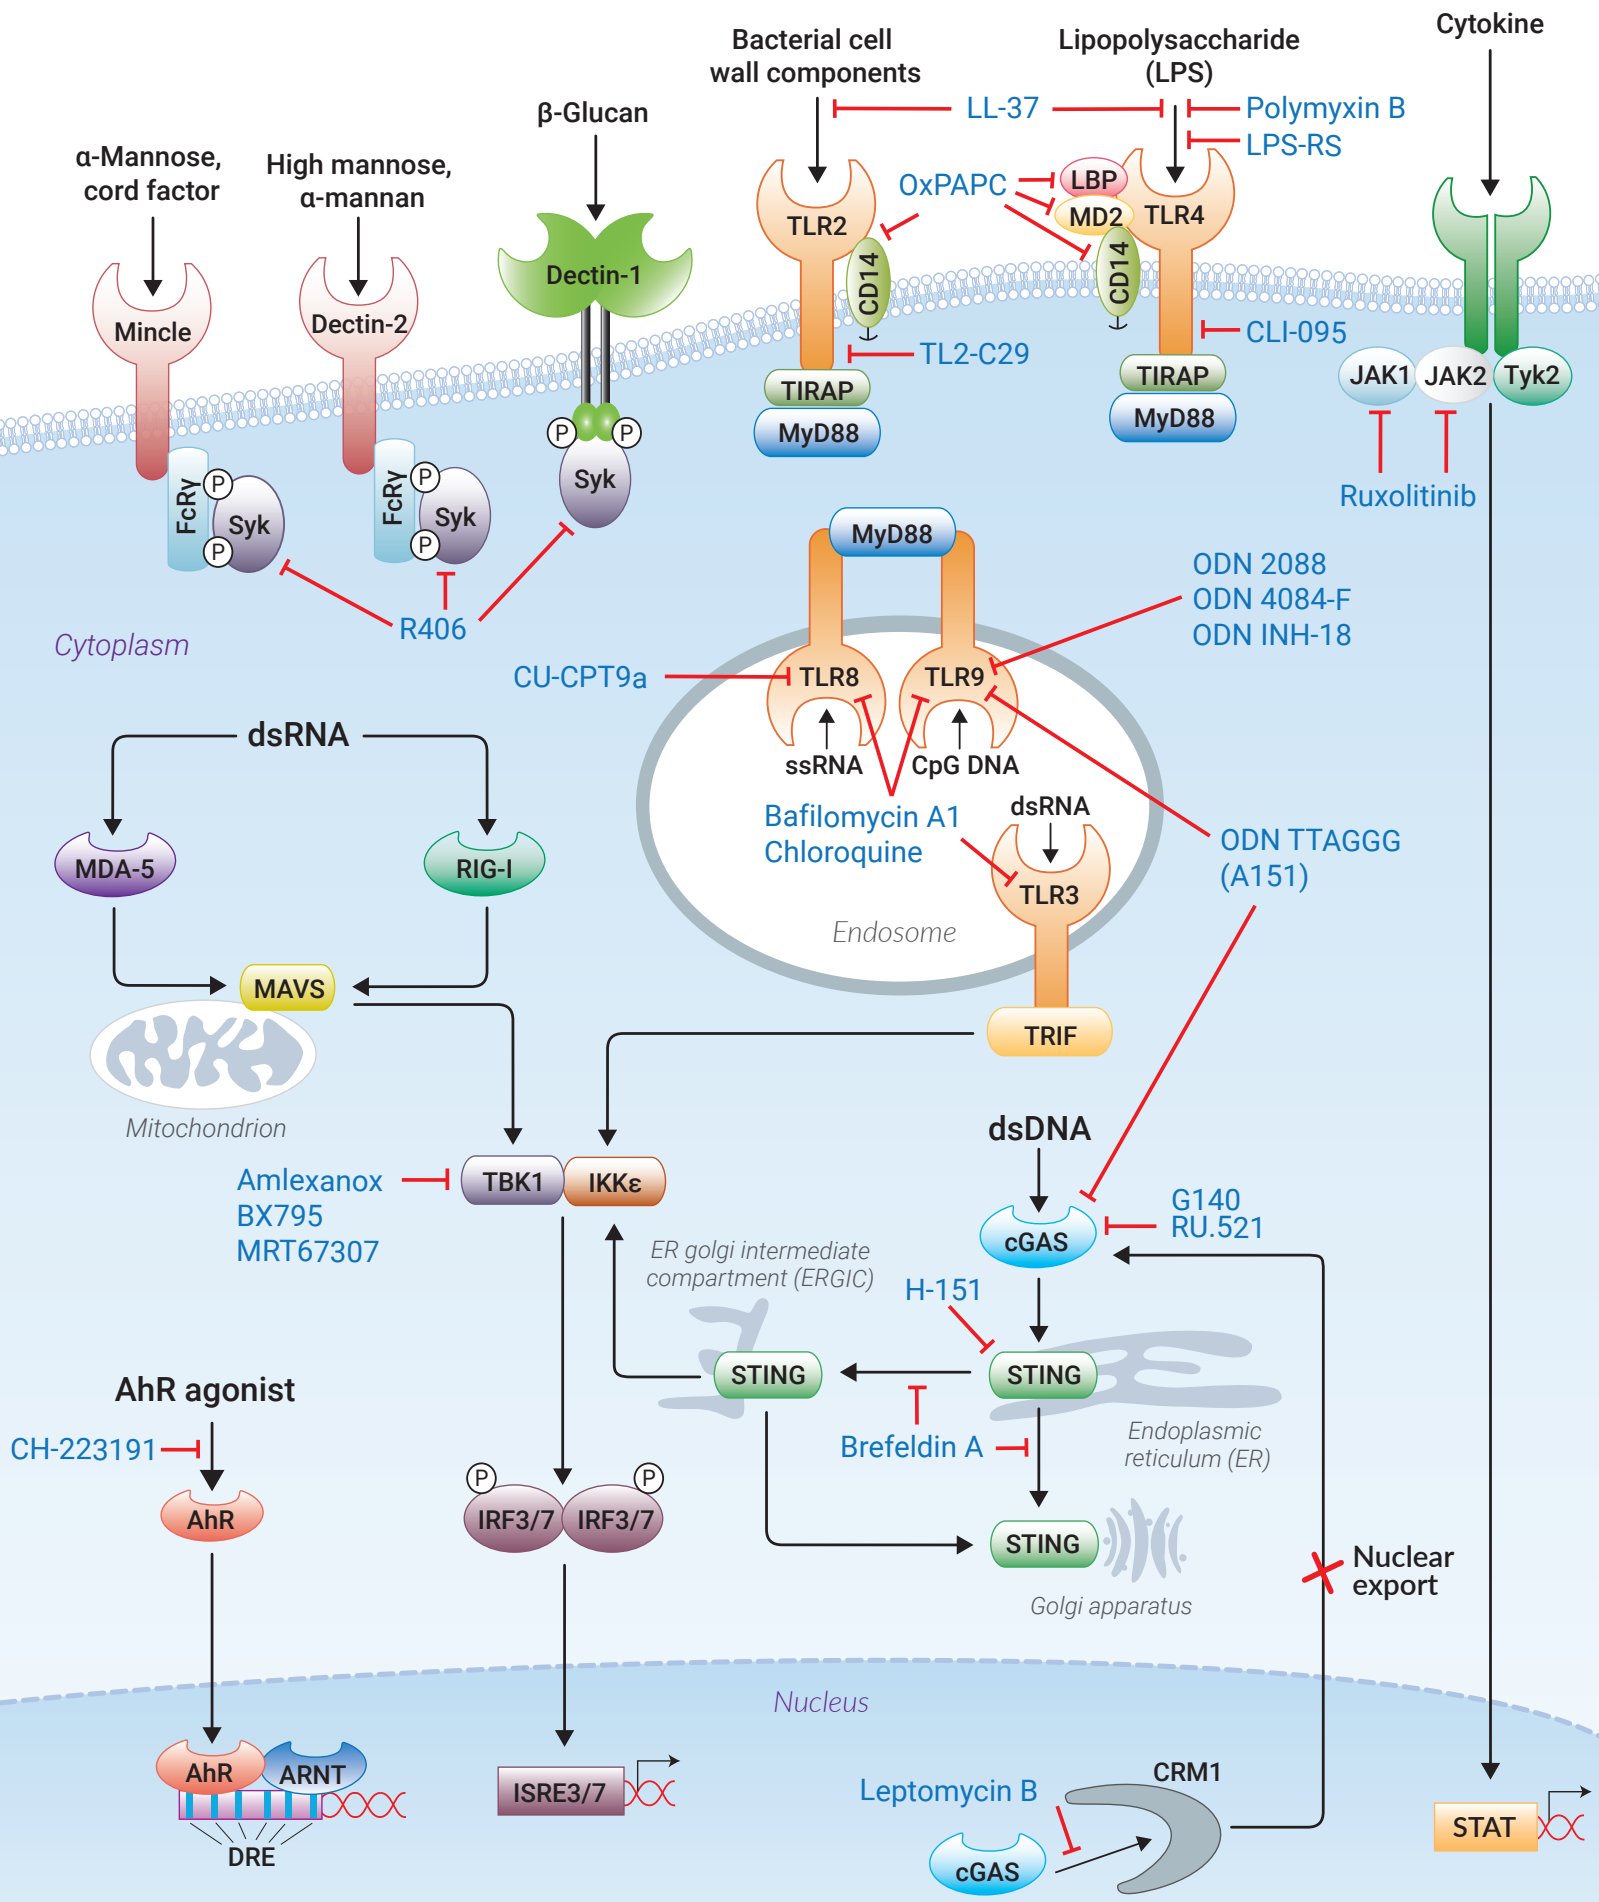 Cytokine
Bacterial cell
wall components
Lipopolysaccharide
(LPS)
LL-37
Polymyxin B
LPS-RS
β-Glucan
α-Mannose,
cord factor
High mannose,
α-mannan
OxPAPC
LBP
MD2
TLR4
TLR2
CD14
CD14
Dectin-1
Mincle
Dectin-2
CLI-095
TL2-C29
TIRAP
MyD88
TIRAP
MyD88
JAK1
JAK2
Tyk2
Ruxolitinib
P
P
Syk
FcRγ
P
P
Syk
FcRγ
P
P
Syk
R406
Cytoplasm
MyD88
ODN 2088
ODN 4084-F
ODN INH-18
CU-CPT9a
TLR8
TLR9
ssRNA
CpG DNA
Bafilomycin A1
Chloroquine
dsRNA
TLR3
Endosome
ODN TTAGGG
(A151)
dsRNA
MDA-5
RIG-I
MAVS
Mitochondrion
TRIF
dsDNA
Amlexanox
BX795
MRT67307
TBK1
IKKε
G140
RU.521
cGAS
ER golgi intermediate
compartment (ERGIC)
H-151
STING
STING
Endoplasmic
reticulum (ER)
Brefeldin A
AhR agonist
CH-223191
AhR
P
P
IRF3/7
IRF3/7
STING
Golgi apparatus
Nuclear
export
Nucleus
AhR
ARNT
DRE
ISRE3/7
Leptomycin B
CRM1
cGAS
STAT